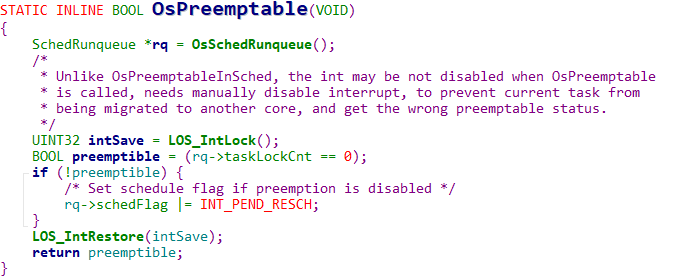 STATIC INLINE BOOL OsPreemptable(VOID)
{
    SchedRunqueue *rq = OsSchedRunqueue();
    /*
     * Unlike OsPreemptableInSched, the int may be not disabled when OsPreemptable
     * is called, needs manually disable interrupt, to prevent current task from
     * being migrated to another core, and get the wrong preemptable status.
     */
    UINT32 intSave = LOS_IntLock();
    BOOL preemptible = (rq->taskLockCnt == 0);
    if (!preemptible) {
        /* Set schedule flag if preemption is disabled */
        rq->schedFlag |= INT_PEND_RESCH;
    }
    LOS_IntRestore(intSave);
    return preemptible;
}